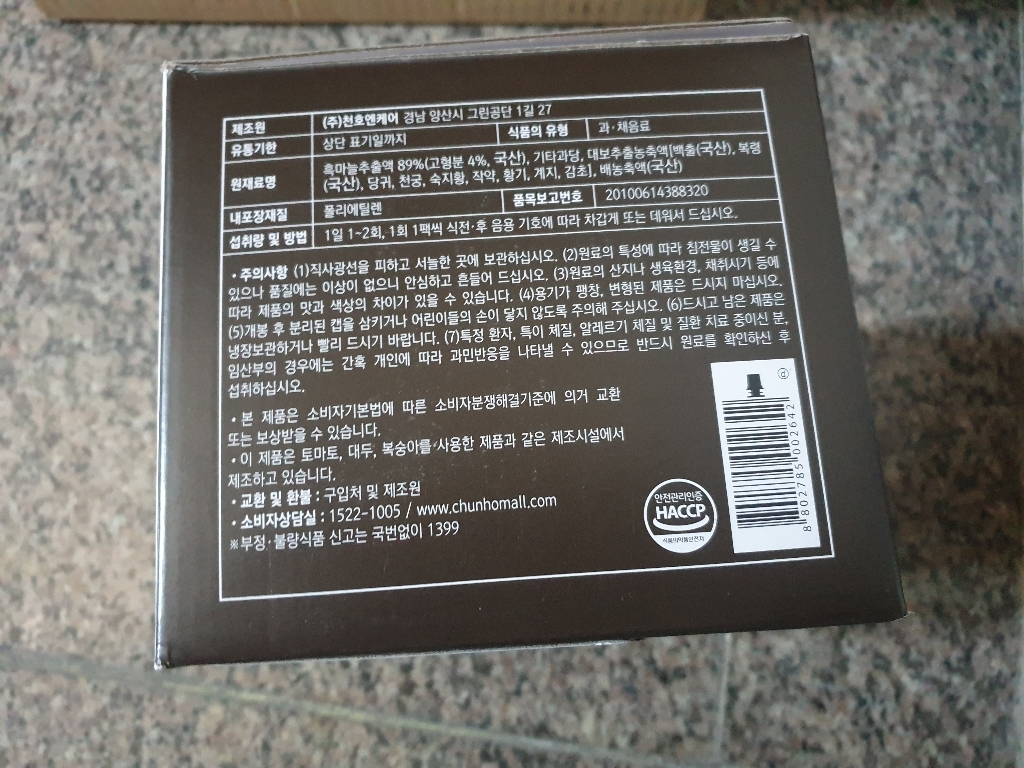 제조원 (주)천호엔케어 경남 양산시 그린공단 1길 27
유통기한 상단 표기일까지 식품의 유형 과·채음료
원재료명 흑마늘추출액 89%(고형분 4%, 국산), 기타과당, 대보추출농축액[백출(국산), 복령
(국산), 당귀, 천궁, 숙지황, 작약, 황기, 계지, 감초], 배농축액(국산)
내포장재질 폴리에틸렌 품목보고번호 20100614388320
섭취량 및 방법 1일 1~2회, 1회 1팩씩 식전·후 음용 기호에 따라 차갑게 또는 데워서 드십시오.
· 주의사항 (1)직사광선을 피하고 서늘한 곳에 보관하십시오. (2)원료의 특성에 따라 침전물이 생길 수
있으나 품질에는 이상이 없으니 안심하고 흔들어 드십시오. (3)원료의 산지나 생육환경, 채취시기 등에
따라 제품의 맛과 색상의 차이가 있을 수 있습니다. (4)용기가 팽창, 변형된 제품은 드시지 마십시오.
(5)개봉 후 분리된 캡을 삼키거나 어린이들의 손이 닿지 않도록 주의해 주십시오. (6)드시고 남은 제품은
냉장보관하거나 빨리 드시기 바랍니다. (7)특정 환자, 특이 체질, 알레르기 체질 및 질환 치료 중이신 분,
임산부의 경우에는 간혹 개인에 따라 과민반응을 나타낼 수 있으므로 반드시 원료를 확인하신 후
섭취하십시오.
· 본 제품은 소비자기본법에 따른 소비자분쟁해결기준에 의거 교환
또는 보상받을 수 있습니다.
· 이 제품은 토마토, 대두, 복숭아를 사용한 제품과 같은 제조시설에서
제조하고 있습니다.
· 교환 및 환불 : 구입처 및 제조원
· 소비자상담실 : 1522-1005 / www.chunhomall.com
※부정·불량식품 신고는 국번없이 1399
안전관리인증
HACCP
식품의약품안전처
8 802785 002642